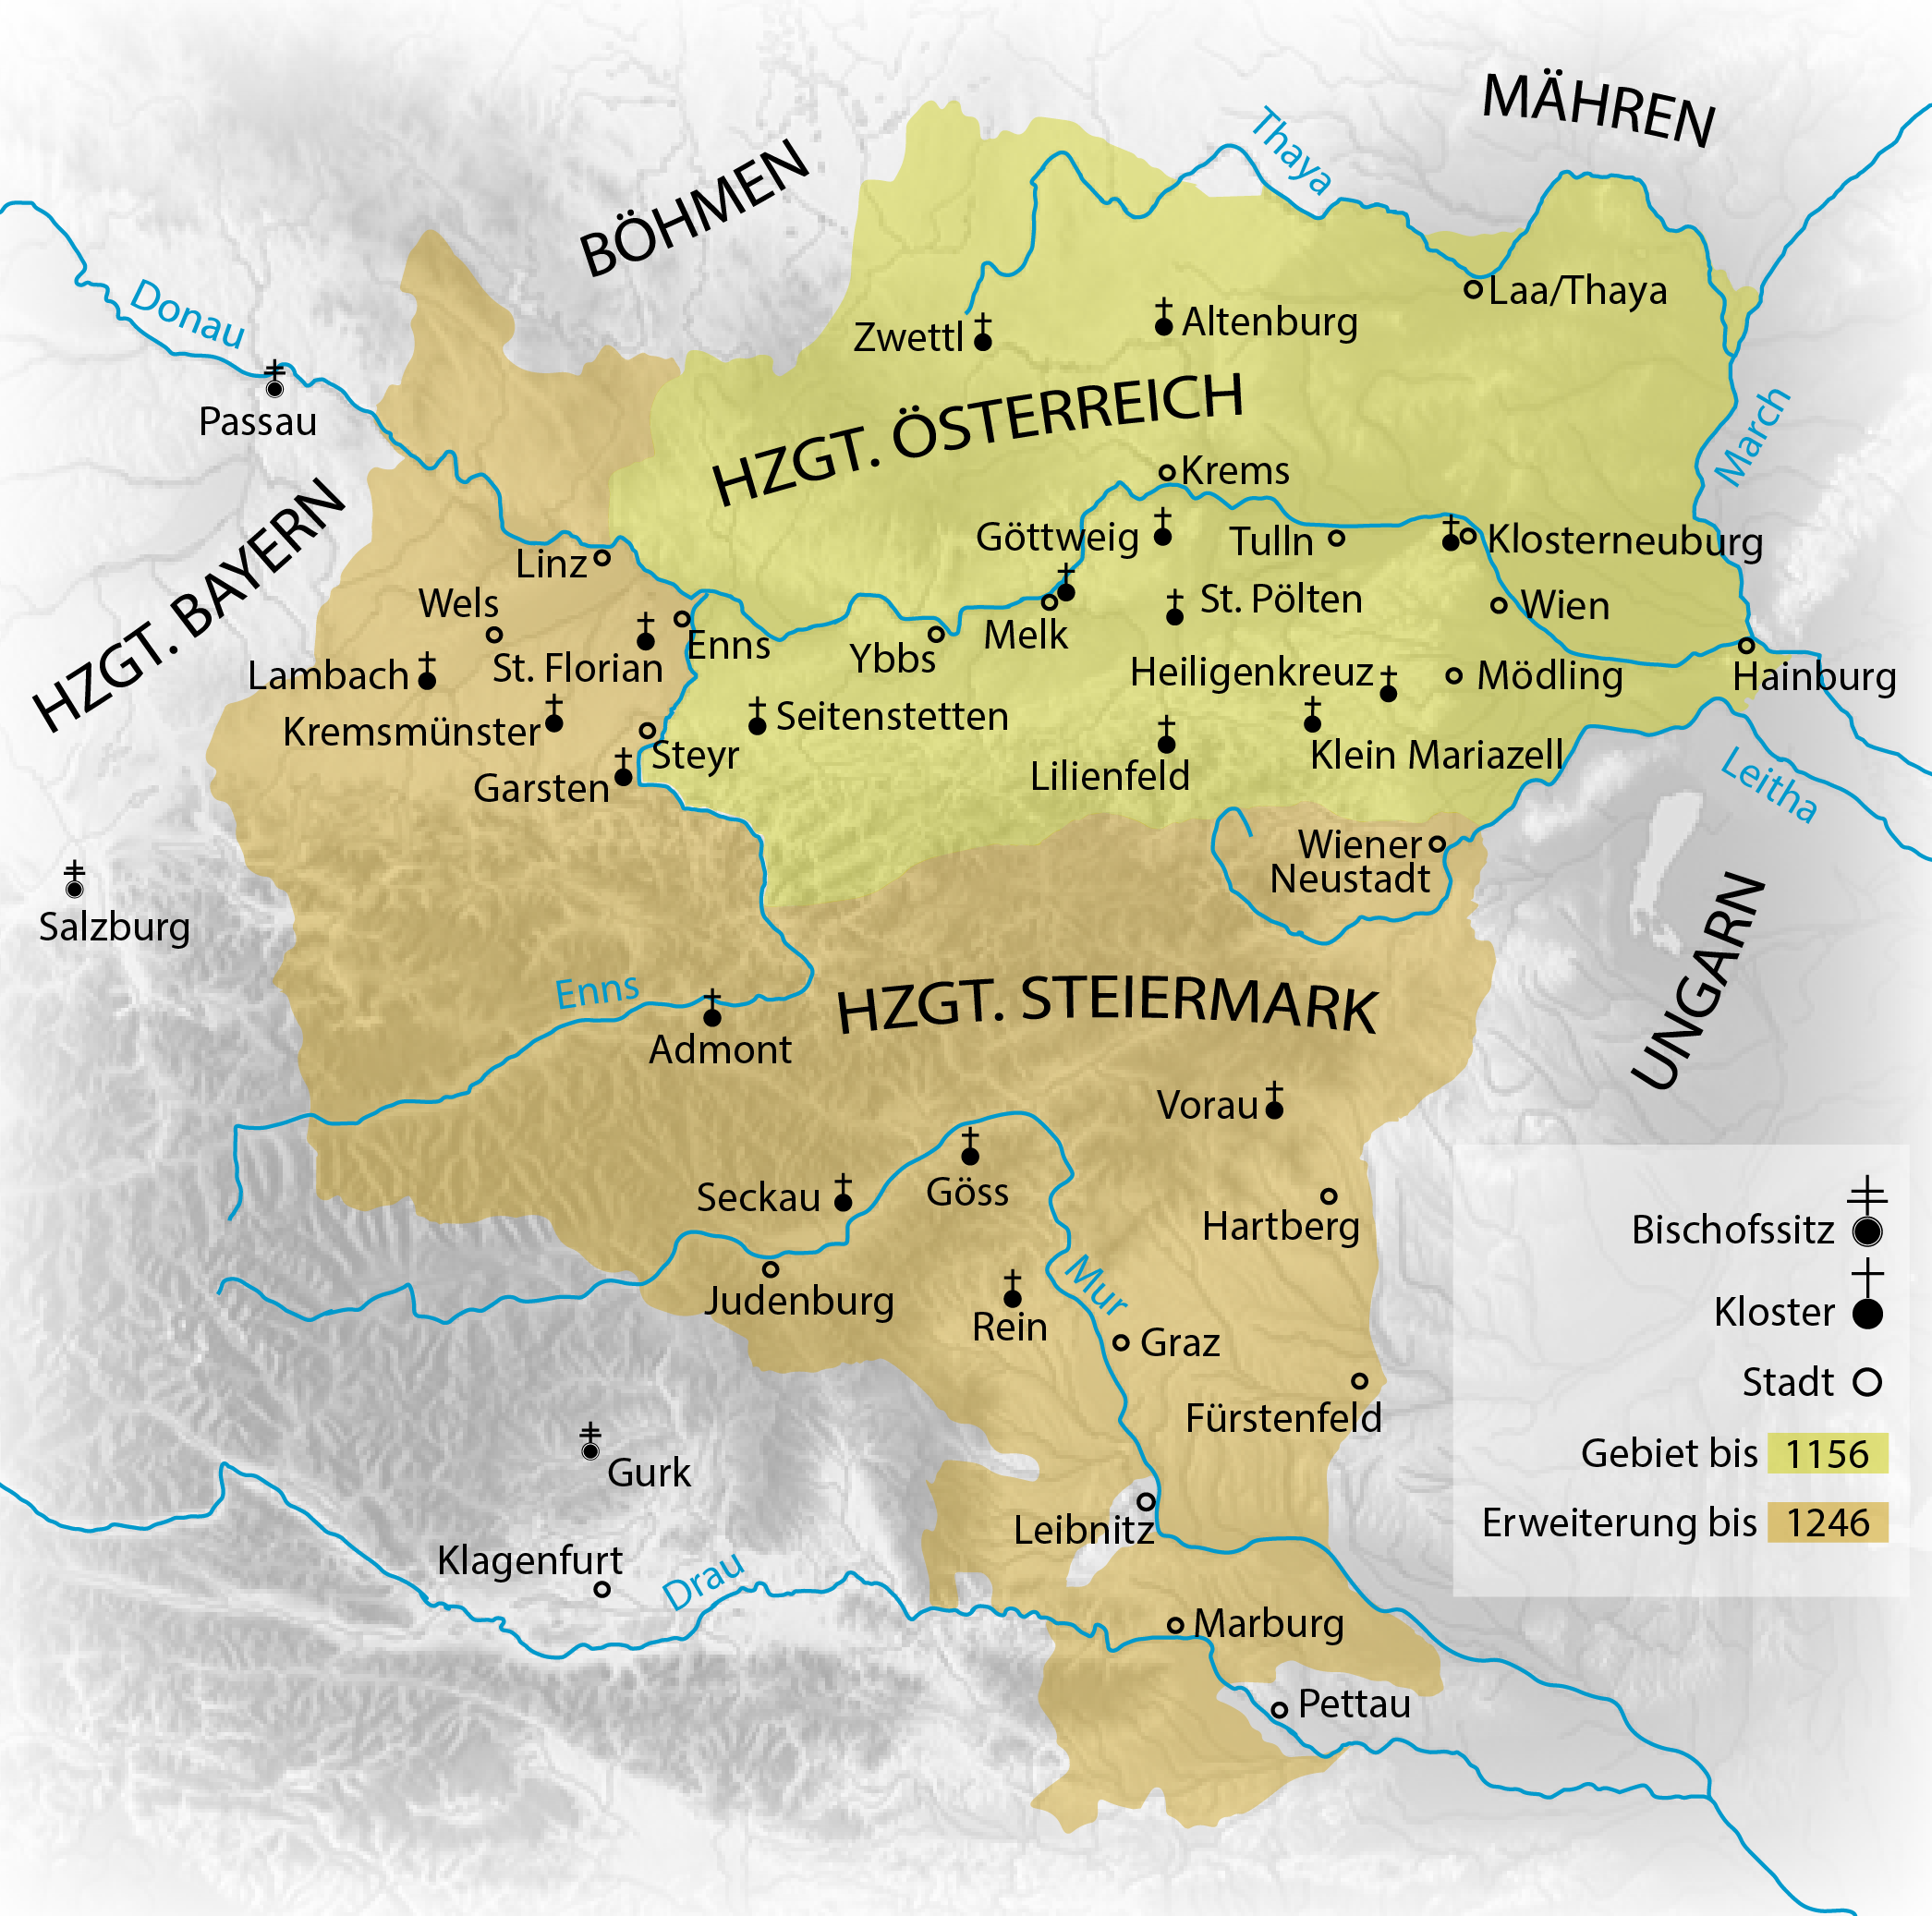 MÄHREN
Thaya
BÖHMEN
Donau
Laa/Thaya
Zwettl
Altenburg
Passau
HZGT. ÖSTERREICH
March
Krems
HZGT. BAYERN
Göttweig
Tulln
Klosterneuburg
Linz
Wels
St. Pölten
Wien
Melk
Enns
Ybbs
St. Florian
Lambach
Heiligenkreuz
Mödling
Hainburg
Seitenstetten
Kremsmünster
Steyr
Klein Mariazell
Lilienfeld
Garsten
Leitha
Wiener
Neustadt
Salzburg
UNGARN
Enns
HZGT. STEIERMARK
Admont
Vorau
Seckau
Göss
Hartberg
Mur
Judenburg
Rein
Graz
Fürstenfeld
Gurk
Leibnitz
Klagenfurt
Drau
Marburg
Pettau
Bischofssitz
Kloster
Stadt
Gebiet bis 1156
Erweiterung bis 1246